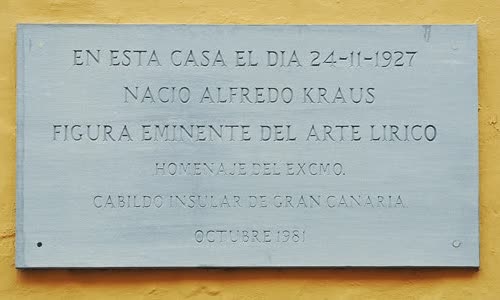 EN ESTA CASA EL DIA 24-11-1927
NACIO ALFREDO KRAUS
FIGURA EMINENTE DEL ARTE LIRICO
HOMENAJE DEL EXCMO.
CABILDO INSULAR DE GRAN CANARIA.
OCTUBRE 1981